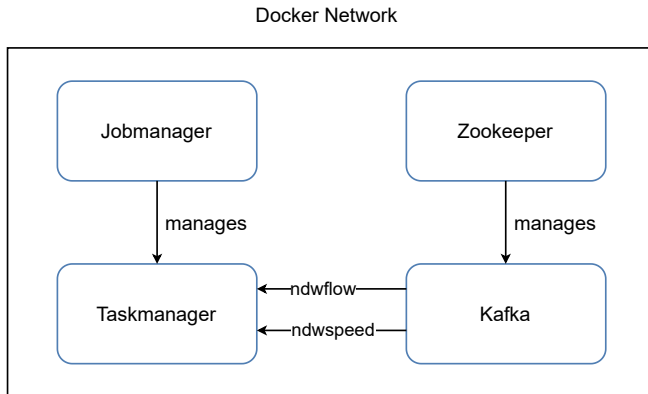 Docker Network
Jobmanager
Zookeeper
manages
manages
ndwflow
Taskmanager
Kafka
ndwspeed